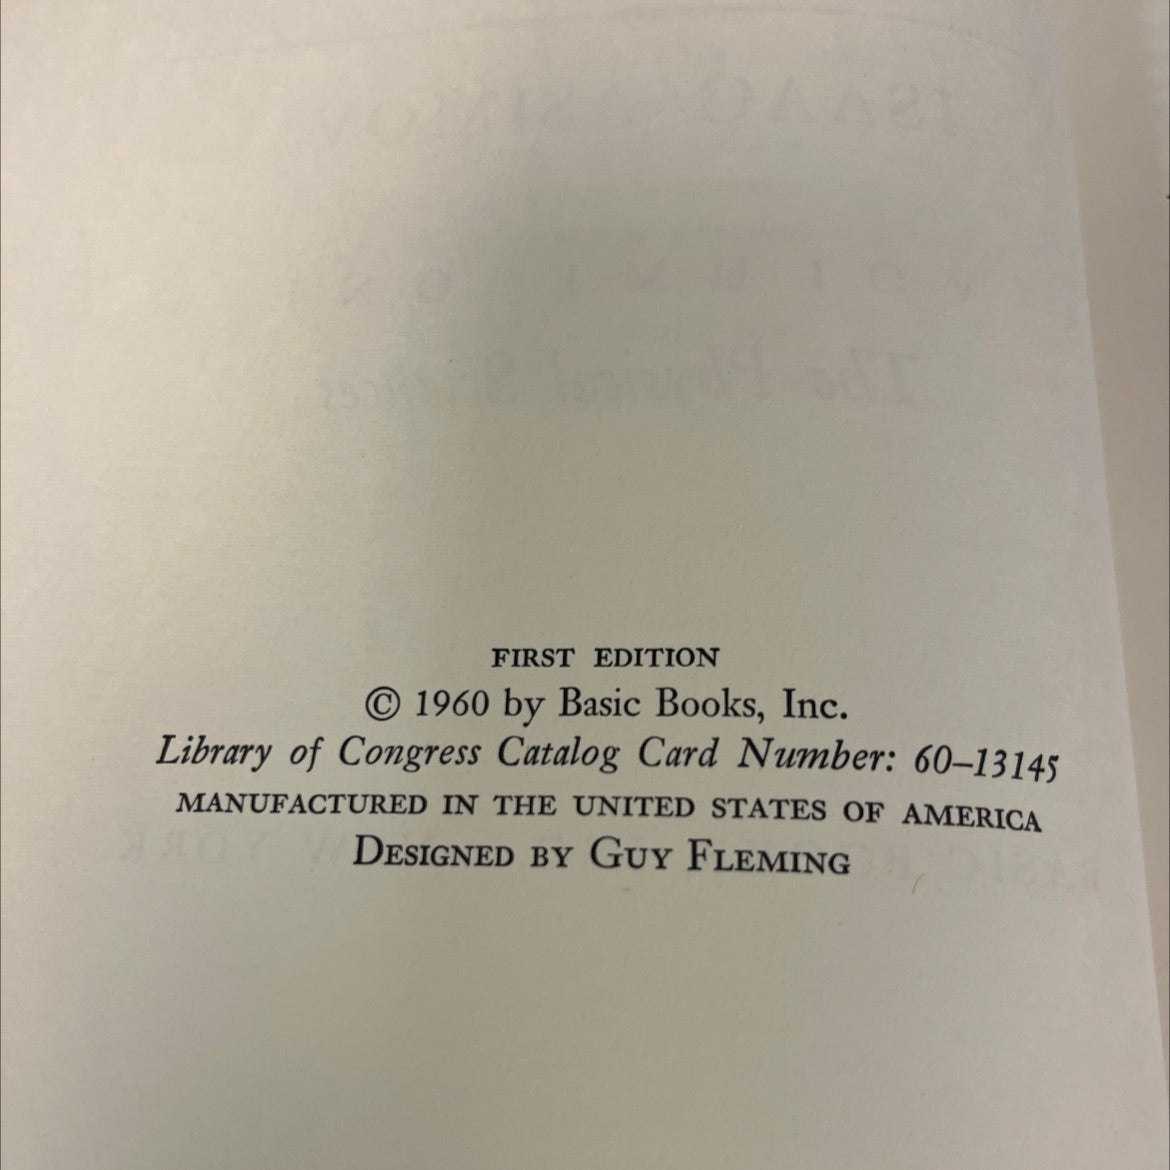 FIRST EDITION
© 1960 by Basic Books, Inc.
Library of Congress Catalog Card Number: 60–13145
MANUFACTURED IN THE UNITED STATES OF AMERICA
DESIGNED BY GUY FLEMING